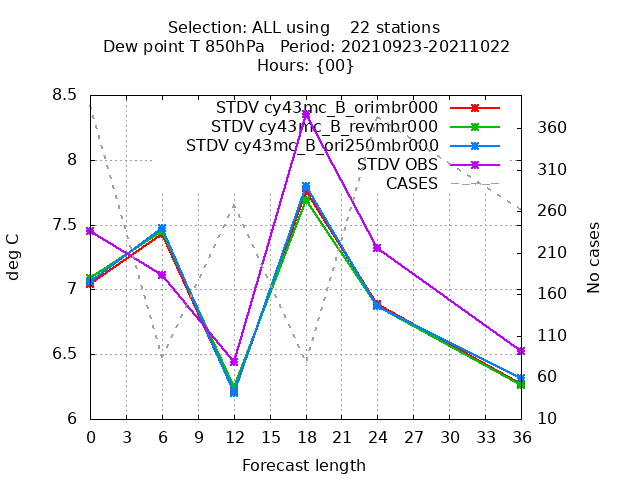 Selection: ALL using 22 stations
Dew point T 850hPa Period: 20210923-20211022
Hours: {00}
8.5
8
7.5
7
6.5
6
deg C
STDV cy43mc_B_orimbr000
STDV cy43mc_B_revmbr000
STDV cy43mc_B_ori250mbr000
STDV OBS
CASES
360
310
260
210
160
110
60
10
No cases
0 3 6 9 12 15 18 21 24 27 30 33 36
Forecast length